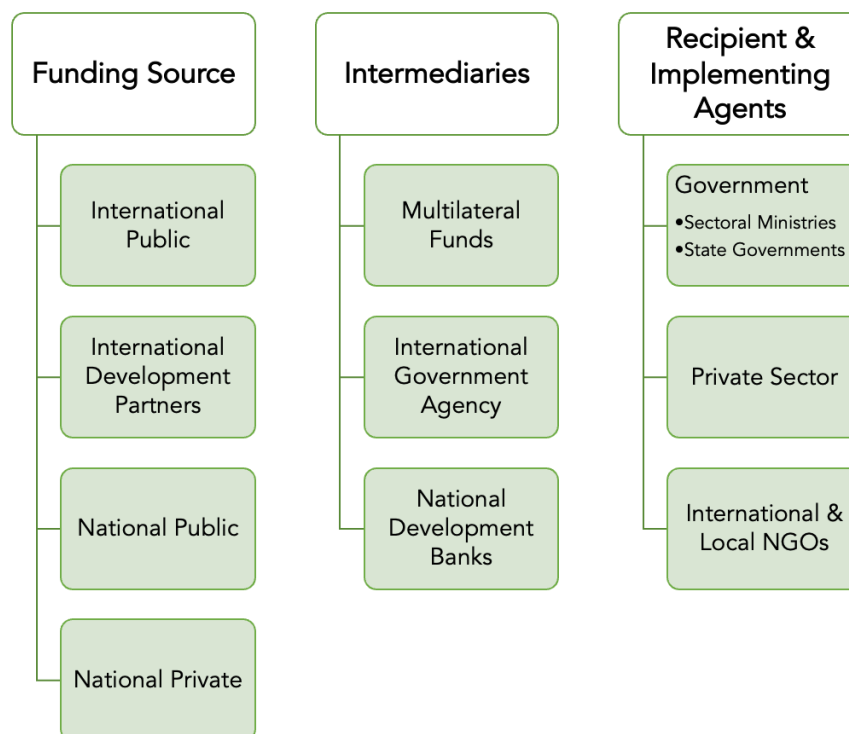 Funding Source
International
Public
International
Development
Partners
National Public
National Private
Intermediaries
Multilateral
Funds
International
Government
Agency
National
Development
Banks
Recipient &
Implementing
Agents
Government
•Sectoral Ministries
•State Governments
Private Sector
International &
Local NGOs